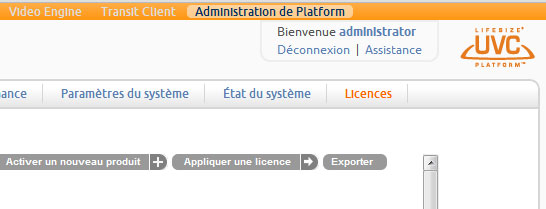 Video Engine Transit Client Administration de Platform
Bienvenue administrator
Déconnexion | Assistance
LIFESIZE
UVC
PLATFORM™
nance Paramètres du système État du système Licences
Activer un nouveau produit + Appliquer une licence Exporter